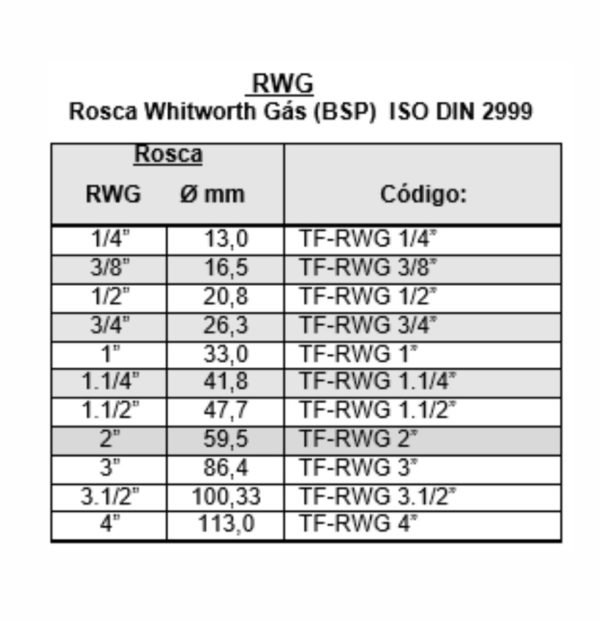 RWG
Rosca Whitworth Gás (BSP) ISO DIN 2999
Rosca
RWG Ø mm Código:
1/4” 13,0 TF-RWG 1/4”
3/8” 16,5 TF-RWG 3/8”
1/2” 20,8 TF-RWG 1/2”
3/4” 26,3 TF-RWG 3/4”
1” 33,0 TF-RWG 1”
1.1/4” 41,8 TF-RWG 1.1/4”
1.1/2” 47,7 TF-RWG 1.1/2”
2” 59,5 TF-RWG 2”
3” 86,4 TF-RWG 3”
3.1/2” 100,33 TF-RWG 3.1/2”
4” 113,0 TF-RWG 4”